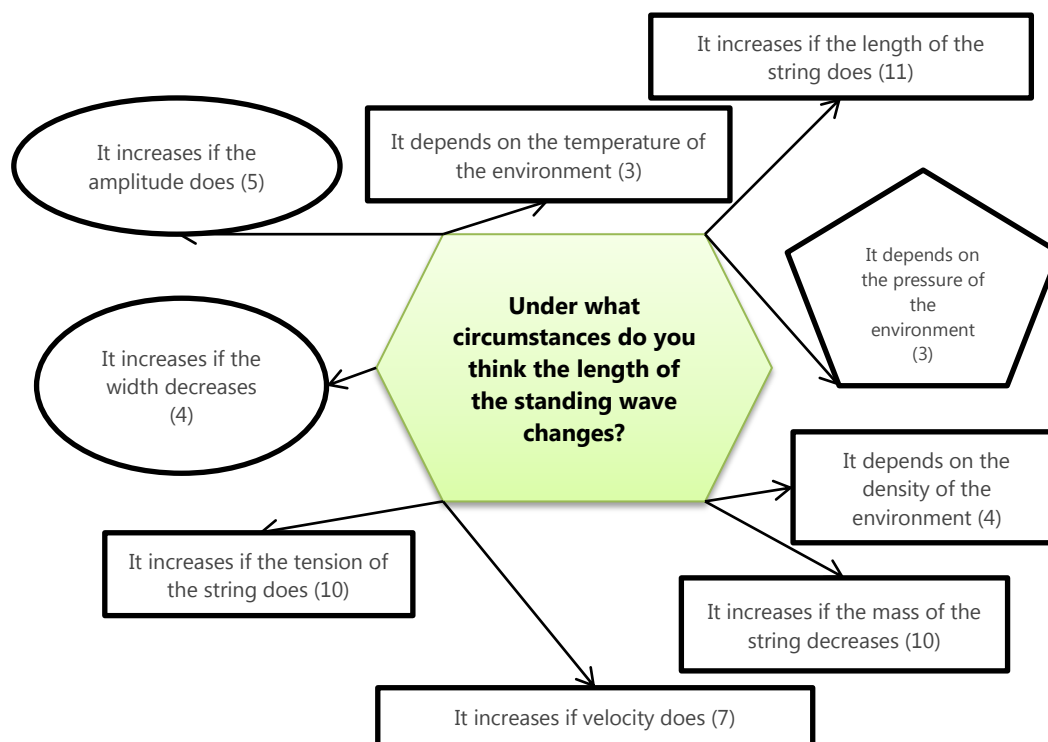 It increases if the length of the
string does (11)
It increases if the
amplitude does (5)
It depends on the temperature of
the environment (3)
It depends on
the pressure of
the
environment
(3)
Under what
circumstances do you
think the length of
the standing wave
changes?
It increases if the
width decreases
(4)
It depends on the
density of the
environment (4)
It increases if the tension of
the string does (10)
It increases if the mass of the
string decreases (10)
It increases if velocity does (7)